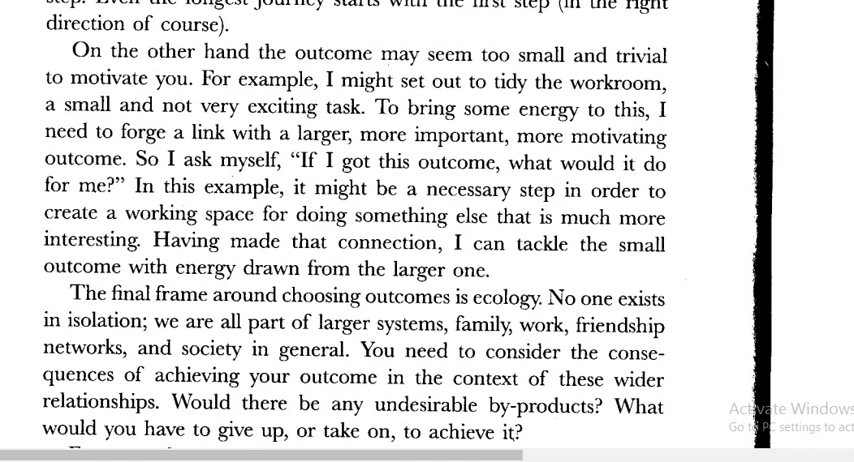 step. Even the longest journey starts with the first step (in the right
direction of course).
On the other hand the outcome may seem too small and trivial
to motivate you. For example, I might set out to tidy the workroom,
a small and not very exciting task. To bring some energy to this, I
need to forge a link with a larger, more important, more motivating
outcome. So I ask myself, “If I got this outcome, what would it do
for me?” In this example, it might be a necessary step in order to
create a working space for doing something else that is much more
interesting. Having made that connection, I can tackle the small
outcome with energy drawn from the larger one.
The final frame around choosing outcomes is ecology. No one exists
in isolation; we are all part of larger systems, family, work, friendship
networks, and society in general. You need to consider the conse-
quences of achieving your outcome in the context of these wider
relationships. Would there be any undesirable by-products? What
would you have to give up, or take on, to achieve it?
Activate Windows
Go to PC settings to act